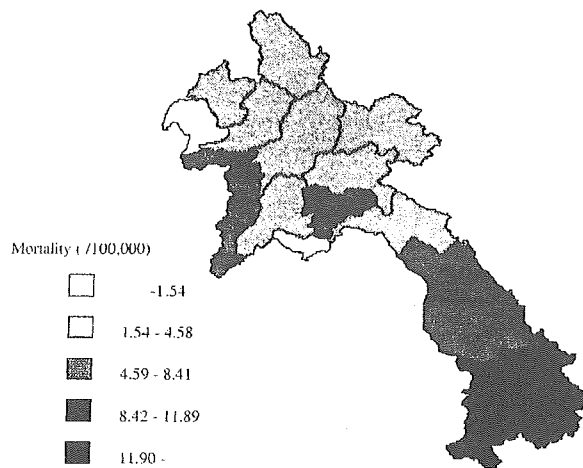 Mortality ( /100,000)
-1.54
1.54 - 4.58
4.59 - 8.41
8.42 - 11.89
11.90 -